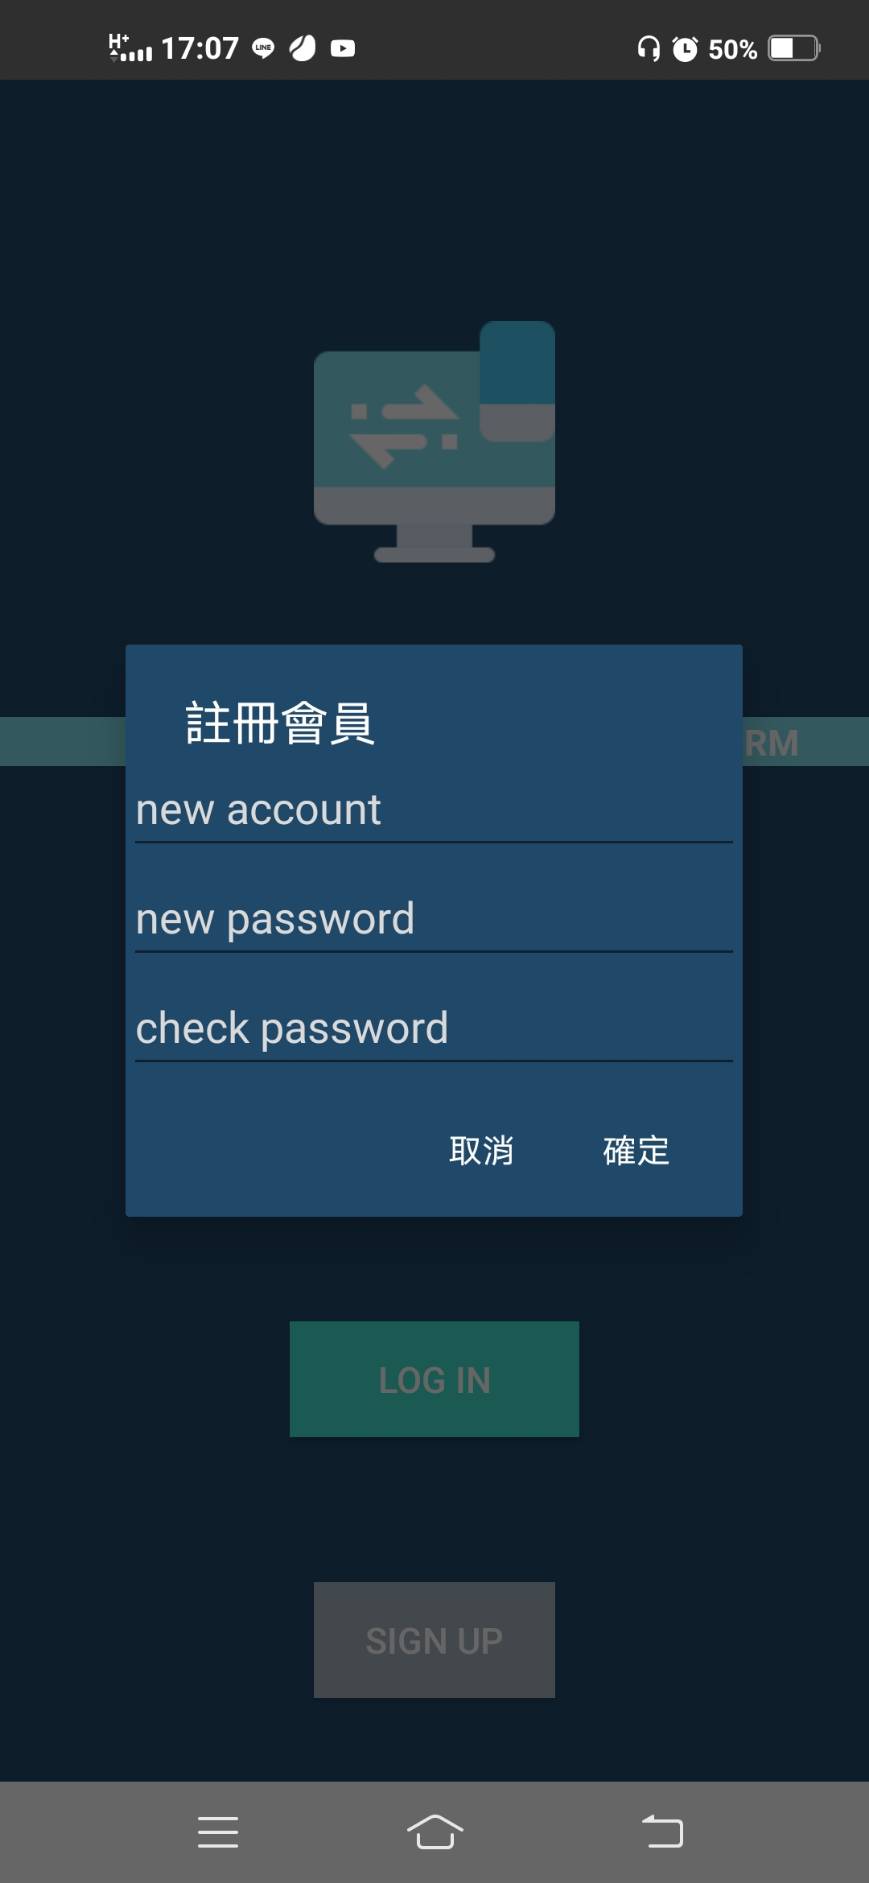 H+ 17:07 LINE 50%
註冊會員
RM
new account
new password
check password
取消 確定
LOG IN
SIGN UP